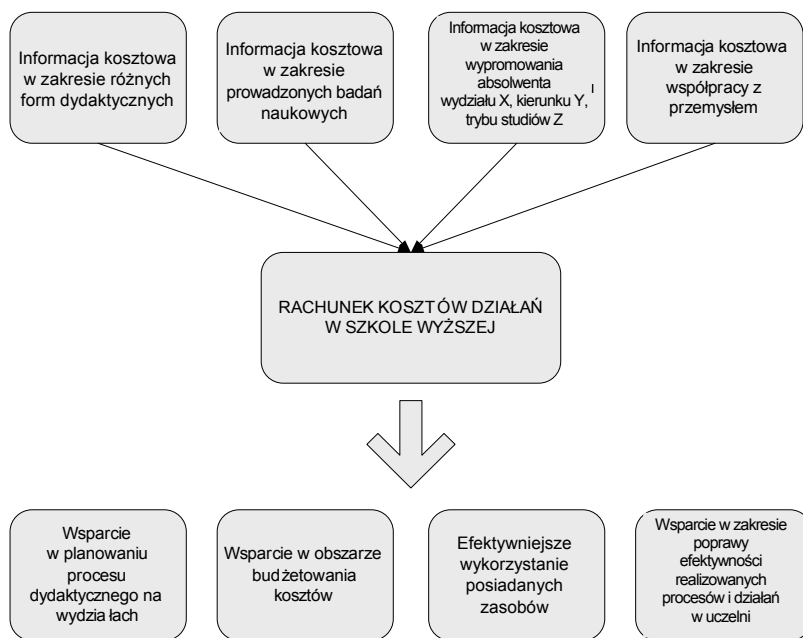 Informacja kosztowa
w zakresie różnych
form dydaktycznych
Informacja kosztowa
w zakresie
prowadzonych badań
naukowych
Informacja kosztowa
w zakresie
wypromowania
absolwenta
wydziału X, kierunku Y,
trybu studiów Z
Informacja kosztowa
w zakresie
współpracy z
przemysłem
RACHUNEK KOSZTÓW DZIAŁAŃ
W SZKOLE WYŻSZEJ
Wsparcie
w planowaniu
procesu
dydaktycznego na
wydzia łach
Wsparcie w obszarze
budżetowania
kosztów
Efektywniejsze
wykorzystanie
posiadanych
zasobów
Wsparcie w zakresie
poprawy
efektywności
realizowanych
procesów i działań
w uczelni